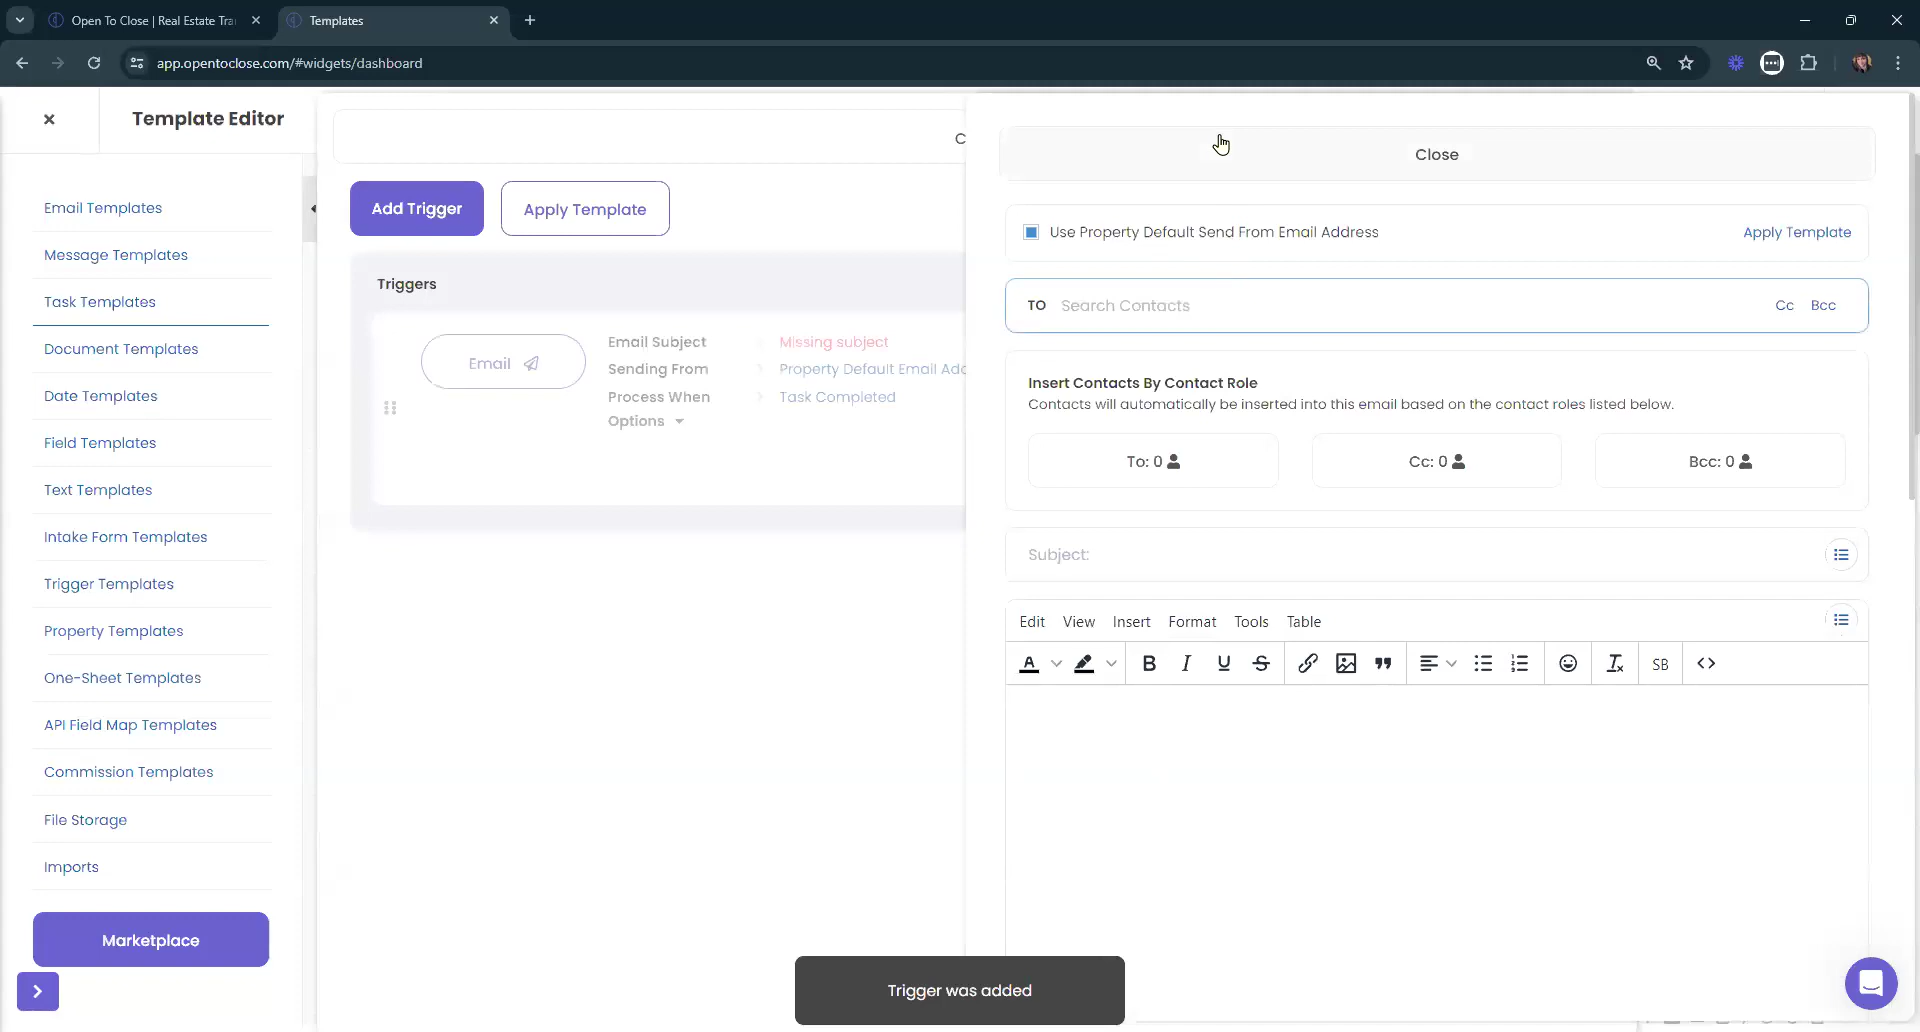 Open To Close | Real Estate Tra
Templates
app.opentoclose.com/#widgets/dashboard
Template Editor
Email Templates
Message Templates
Task Templates
Document Templates
Date Templates
Field Templates
Text Templates
Intake Form Templates
Trigger Templates
Property Templates
One-Sheet Templates
API Field Map Templates
Commission Templates
File Storage
Imports
Marketplace
C
Add Trigger
Apply Template
Triggers
Email
Email Subject
Missing subject
Sending From
Property Default Email Add
Process When
Task Completed
Options
Close
Use Property Default Send From Email Address
Apply Template
TO Search Contacts
Cc Bcc
Insert Contacts By Contact Role
Contacts will automatically be inserted into this email based on the contact roles listed below.
To: 0
Cc: 0
Bcc: 0
Subject:
Edit View Insert Format Tools Table
A B I U S SB
Trigger was added